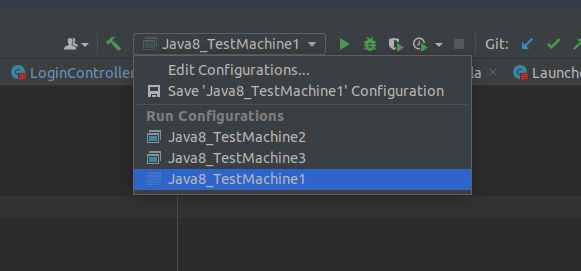 Java8_TestMachine1
Git:
LoginController
la
Launche
Edit Configurations...
Save 'Java8_TestMachine1' Configuration
Run Configurations
Java8_TestMachine2
Java8_TestMachine3
Java8_TestMachine1